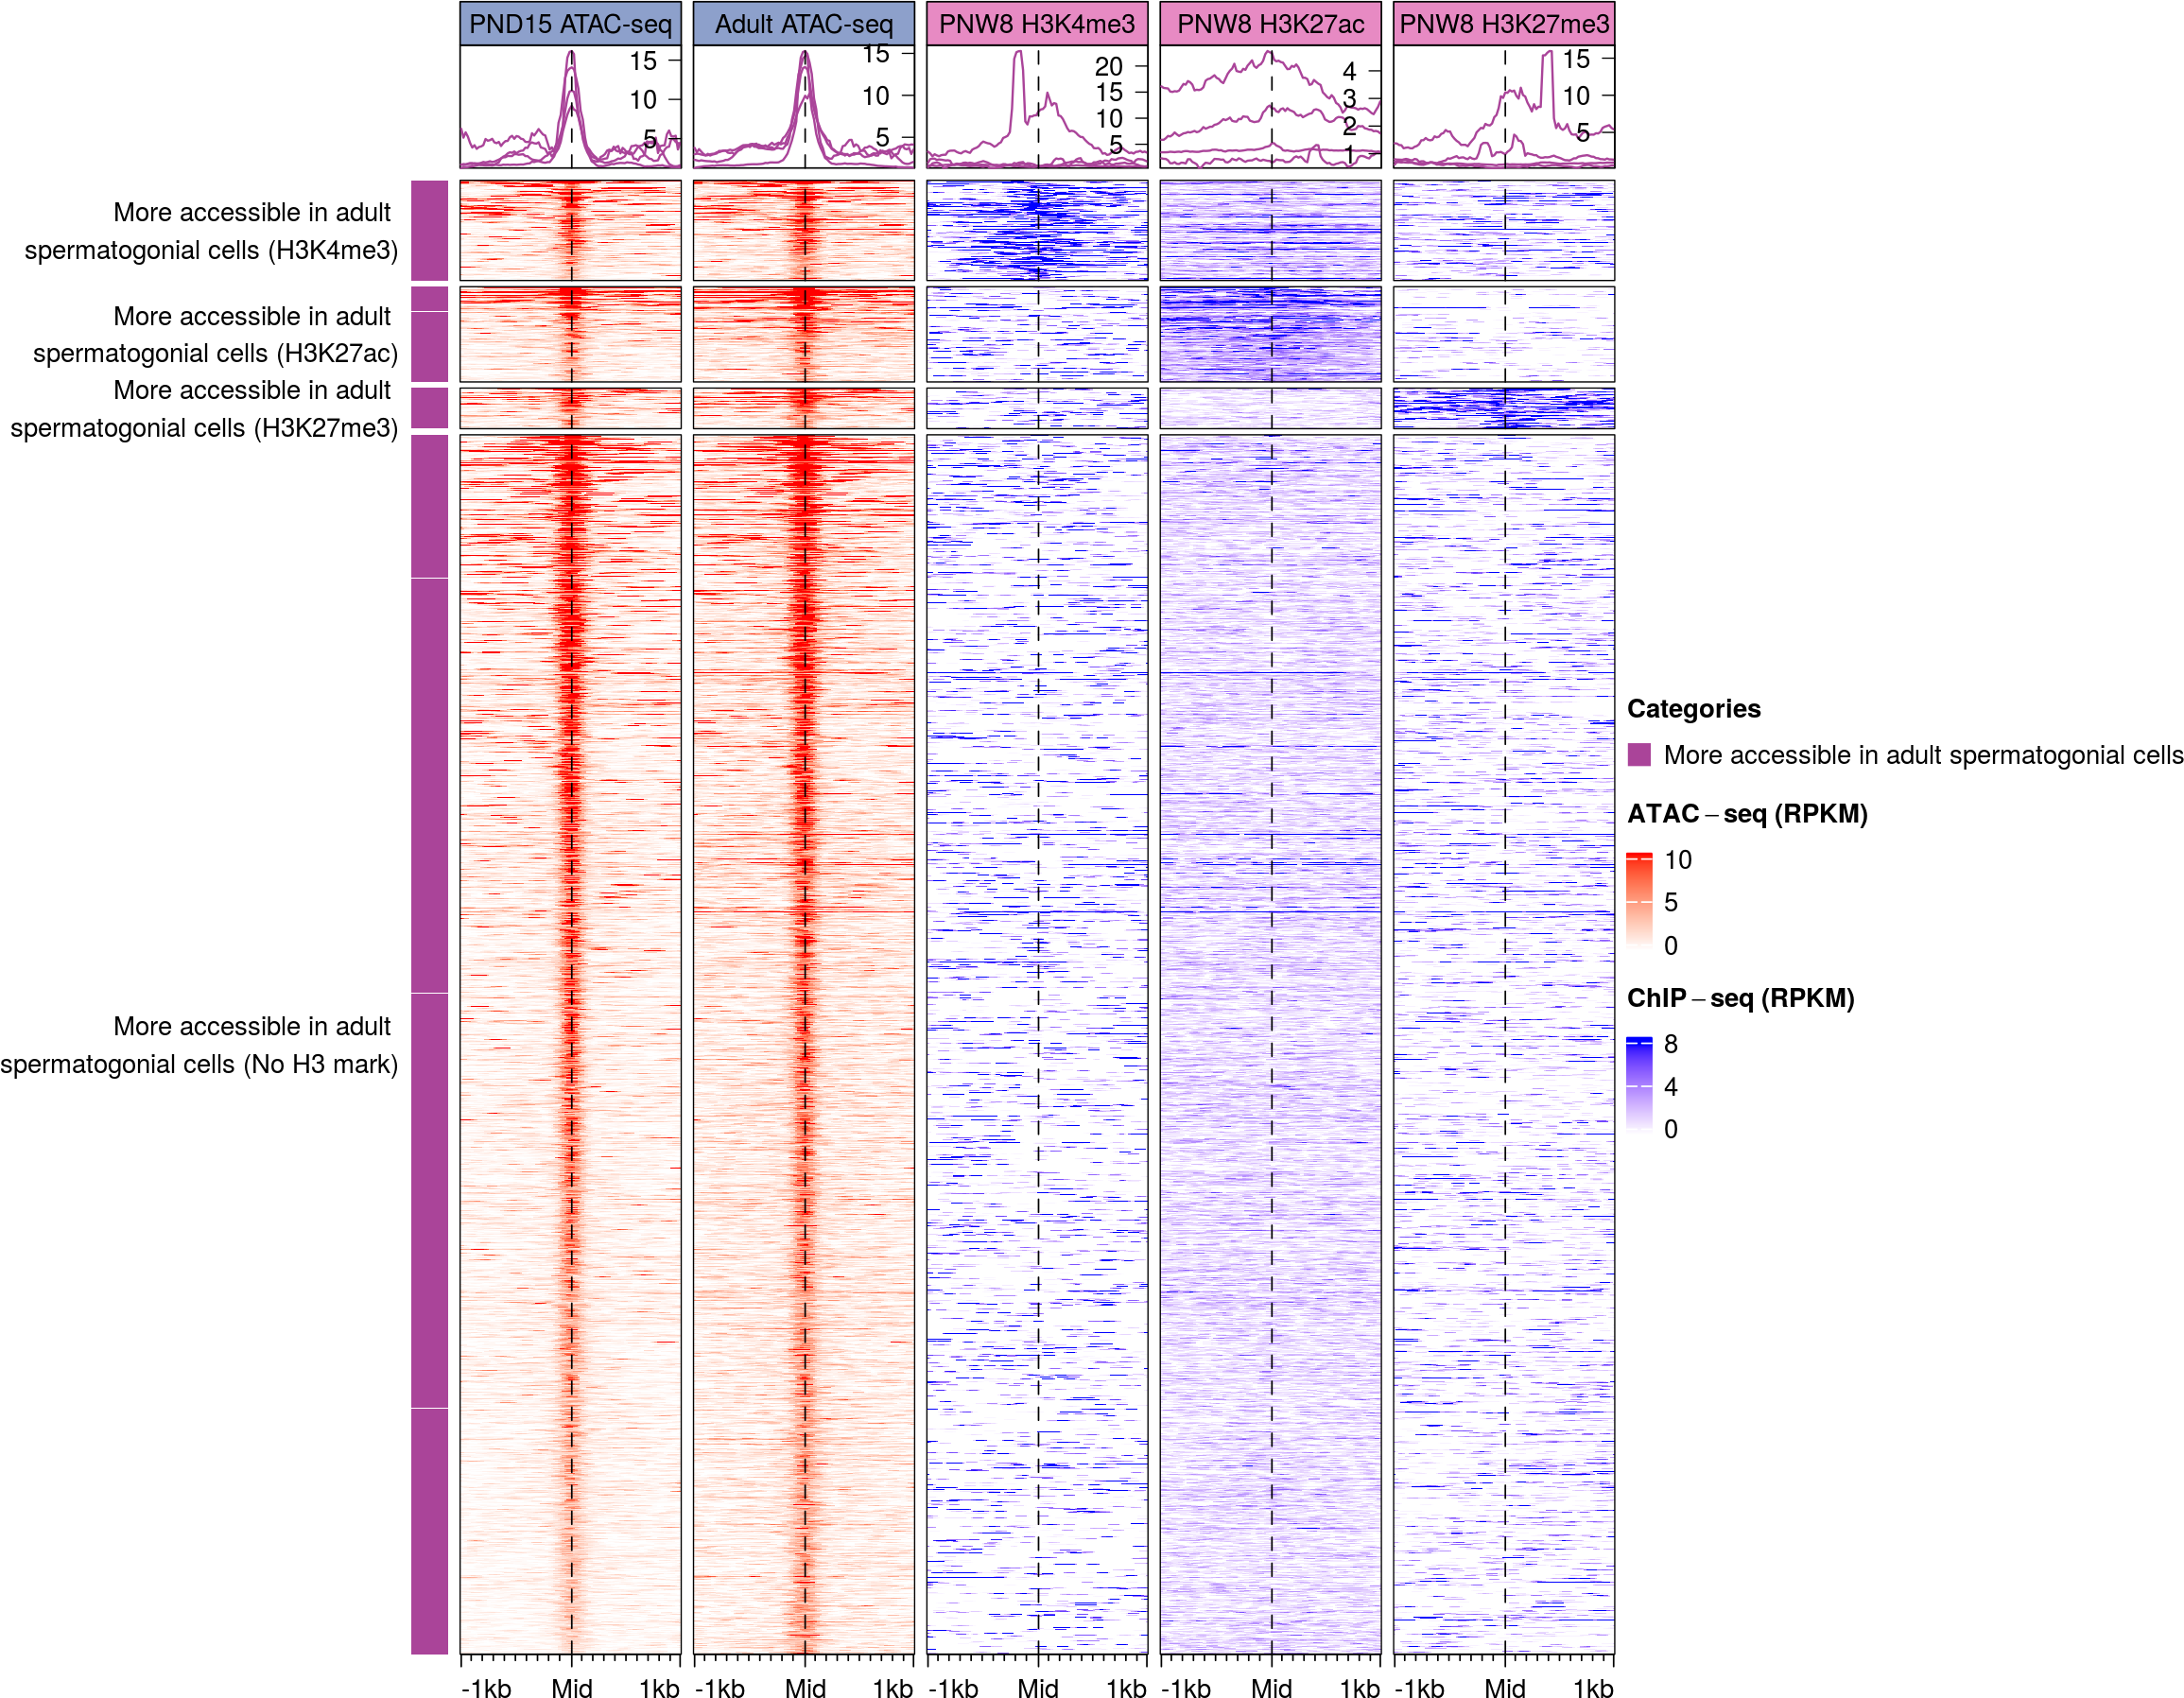 PND15 ATAC-seq
Adult ATAC-seq
PNW8 H3K4me3
PNW8 H3K27ac
PNW8 H3K27me3
15
10
5
15
10
5
20
15
10
5
4
3
2
1
15
10
5
More accessible in adult
spermatogonial cells (H3K4me3)
More accessible in adult
spermatogonial cells (H3K27ac)
More accessible in adult
spermatogonial cells (H3K27me3)
More accessible in adult
spermatogonial cells (No H3 mark)
Categories
More accessible in adult spermatogonial cells
ATAC–seq (RPKM)
10
5
0
ChIP–seq (RPKM)
8
4
0
-1kb Mid 1kb
-1kb Mid 1kb
-1kb Mid 1kb
-1kb Mid 1kb
-1kb Mid 1kb